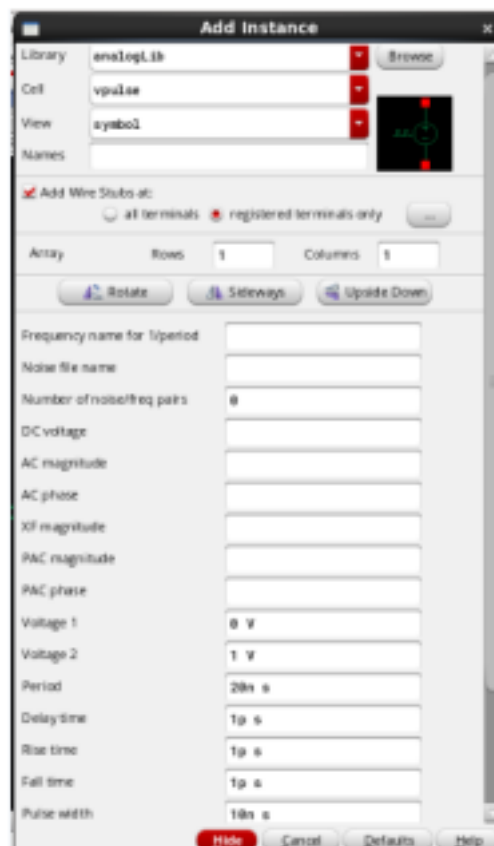 Add Instance
Library analogLib Browse
Cell vpulse
View symbol
Names
Add Wire Stubs at:
all terminals registered terminals only ...
Array Rows 1 Columns 1
Rotate Sideways Upside Down
Frequency name for 1/period
Noise file name
Number of noise/freq pairs 0
DC voltage
AC magnitude
AC phase
XF magnitude
PAC magnitude
PAC phase
Voltage 1 0 V
Voltage 2 1 V
Period 20n s
Delay time 1p s
Rise time 1p s
Fall time 1p s
Pulse width 10n s
Hide Cancel Defaults Help